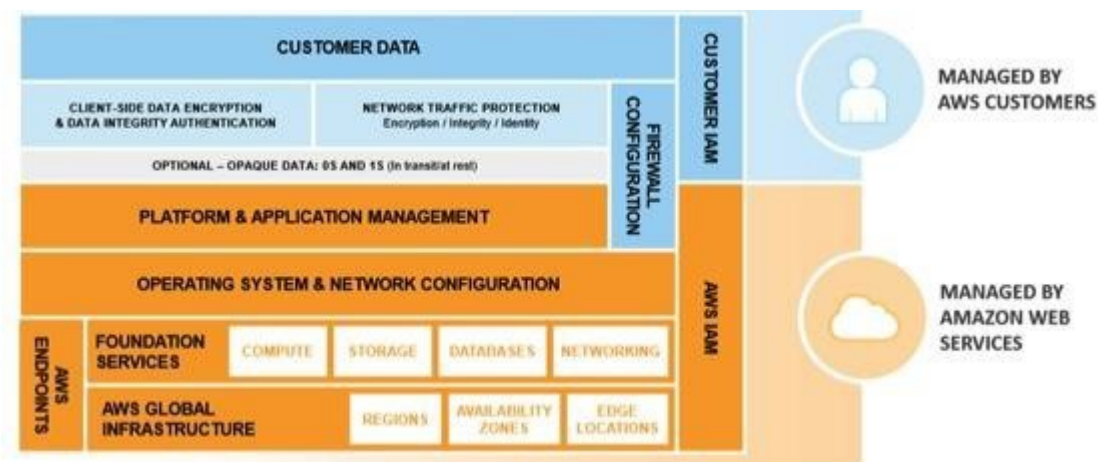 CUSTOMER DATA
CLIENT-SIDE DATA ENCRYPTION
& DATA INTEGRITY AUTHENTICATION
NETWORK TRAFFIC PROTECTION
Encryption / Integrity / Identity
OPTIONAL – OPAQUE DATA: 0S AND 1S (In transit/at rest)
FIREWALL
CONFIGURATION
CUSTOMER IAM
MANAGED BY
AWS CUSTOMERS
PLATFORM & APPLICATION MANAGEMENT
OPERATING SYSTEM & NETWORK CONFIGURATION
AWS IAM
MANAGED BY
AMAZON WEB
SERVICES
AWS
ENDPOINTS
FOUNDATION
SERVICES
COMPUTE
STORAGE
DATABASES
NETWORKING
AWS GLOBAL
INFRASTRUCTURE
REGIONS
AVAILABILITY
ZONES
EDGE
LOCATIONS